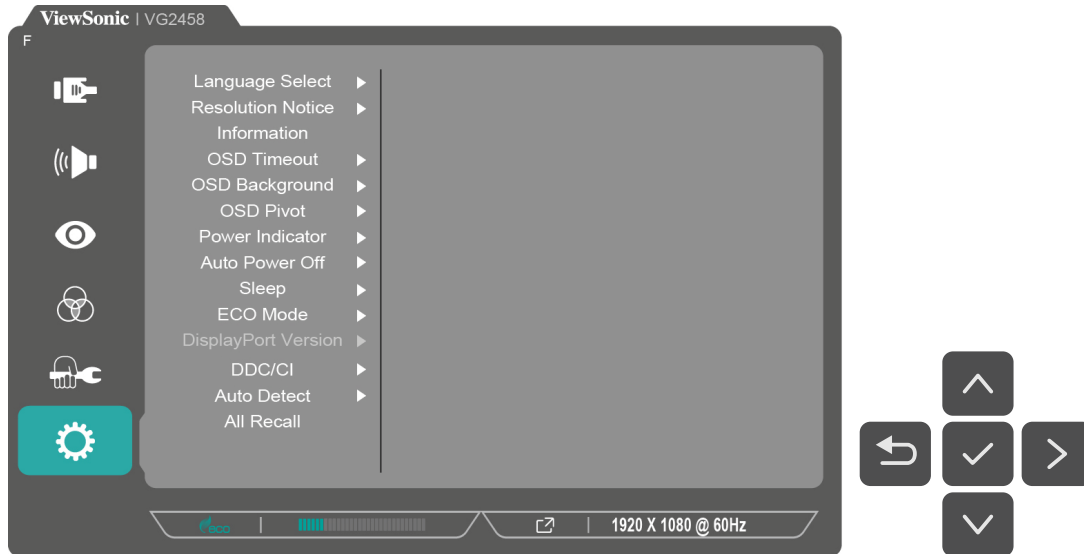 ViewSonic | VG2458
F
Language Select
Resolution Notice
Information
OSD Timeout
OSD Background
OSD Pivot
Power Indicator
Auto Power Off
Sleep
ECO Mode
DisplayPort Version
DDC/CI
Auto Detect
All Recall
eco | | 1920 X 1080 @ 60Hz